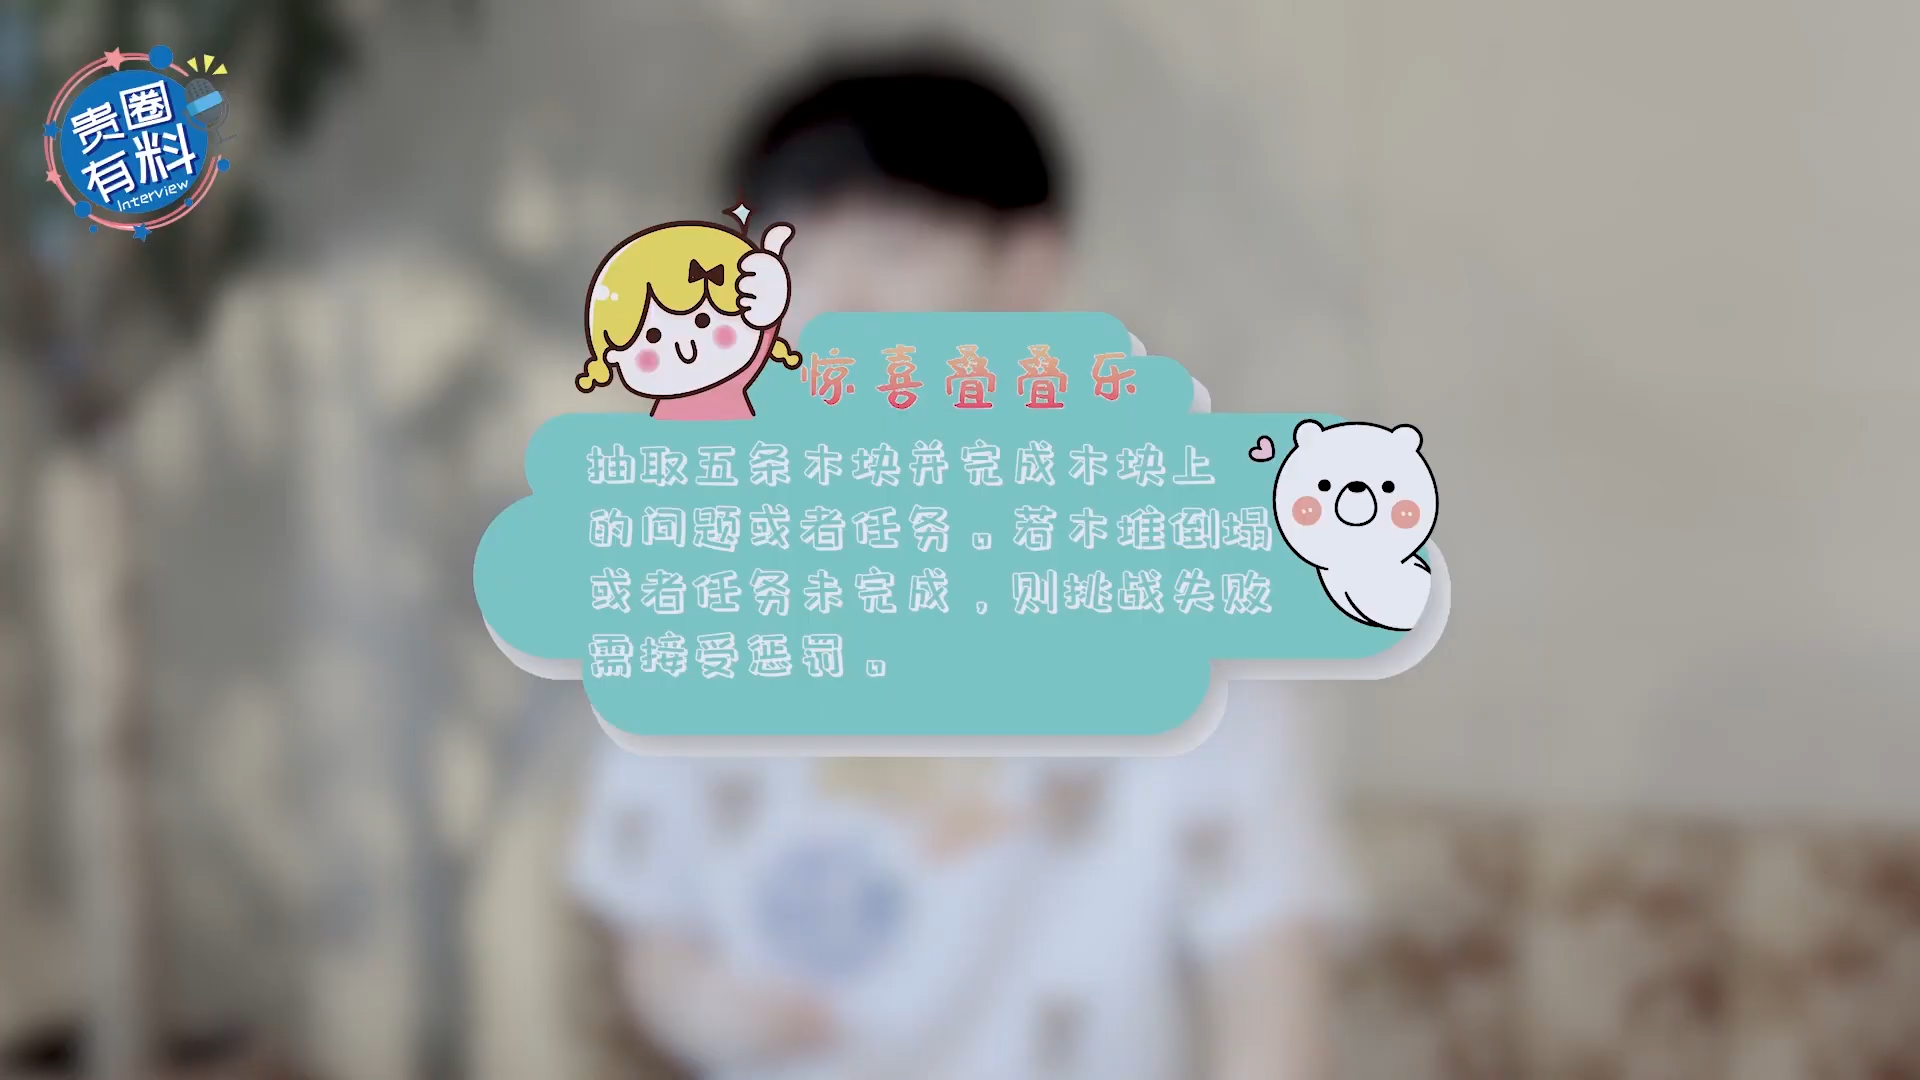 贵圈
有料
Interview
惊喜叠叠乐
抽取五条木块并完成木块上
的问题或者任务。若木堆倒塌
或者任务未完成，则挑战失败
需接受惩罚。